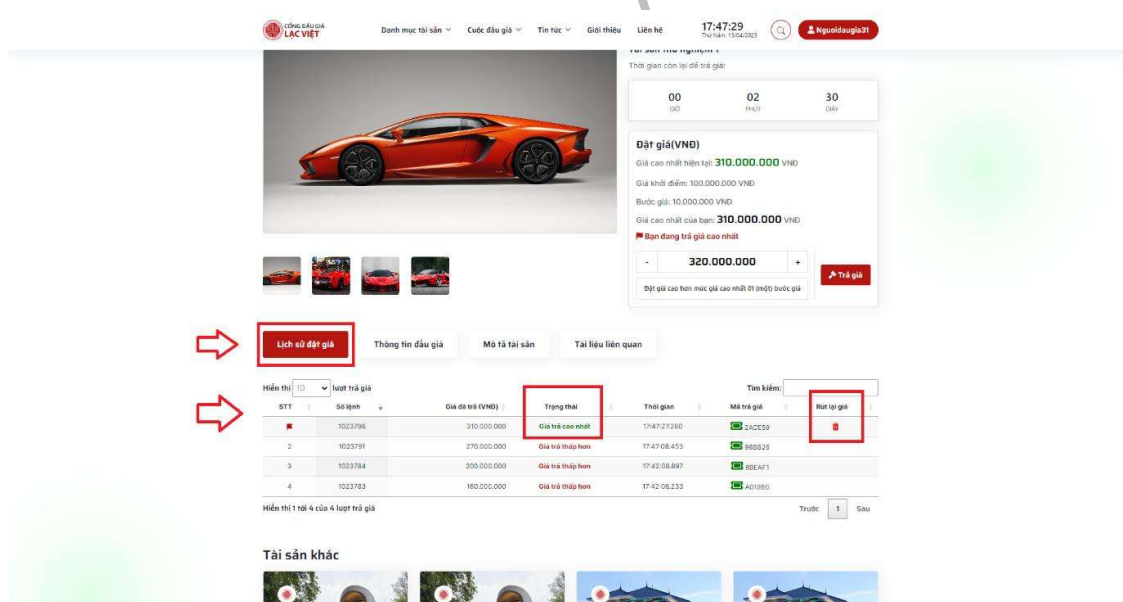 CỔNG ĐẤU GIÁ
LẠC VIỆT
Danh mục tài sản
Cuộc đấu giá
Tin tức
Giới thiệu
Liên hệ
17:47:29
Thứ Năm, 13/04/2023
Nguoidaugia31
Thời gian còn lại để trả giá:
00 02 30
GIỜ PHÚT GIÂY
Đặt giá(VNĐ)
Giá cao nhất hiện tại: 310.000.000 VNĐ
Giá khởi điểm: 100.000.000 VNĐ
Bước giá: 10.000.000 VNĐ
Giá cao nhất của bạn: 310.000.000 VNĐ
Bạn đang trả giá cao nhất
- 320.000.000 +
Trả giá
Đặt giá cao hơn mức giá cao nhất 01 (một) bước giá
Lịch sử đặt giá
Thông tin đấu giá
Mô tả tài sản
Tài liệu liên quan
Hiển thị 10 lượt trả giá
Tìm kiếm:
STT Số lệnh Giá đã trả (VNĐ) Trạng thái Thời gian Mã trả giá Rút lại giá
1023796 310.000.000 Giá trả cao nhất 17:47:27.260 2ACE59
2 1023791 270.000.000 Giá trả thấp hơn 17:47:08.453 98BB26
3 1023784 200.000.000 Giá trả thấp hơn 17:42:08.897 8BEAF1
4 1023783 160.000.000 Giá trả thấp hơn 17:42:06.233
Hiển thị 1 tới 4 của 4 lượt trả giá
Trước 1 Sau
Tài sản khác